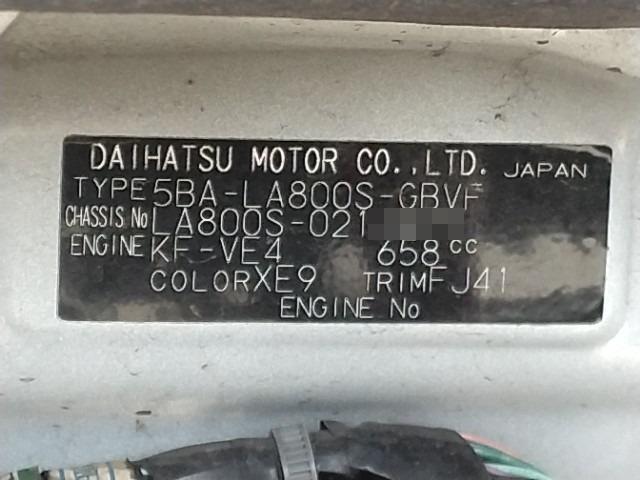 DAIHATSU MOTOR CO.,LTD. JAPAN
TYPE 5BA-LA800S-GBVF
CHASSIS No LA800S-021
ENGINE KF-VE4 658 cc
COLOR XE9 TRIM FJ41
ENGINE No